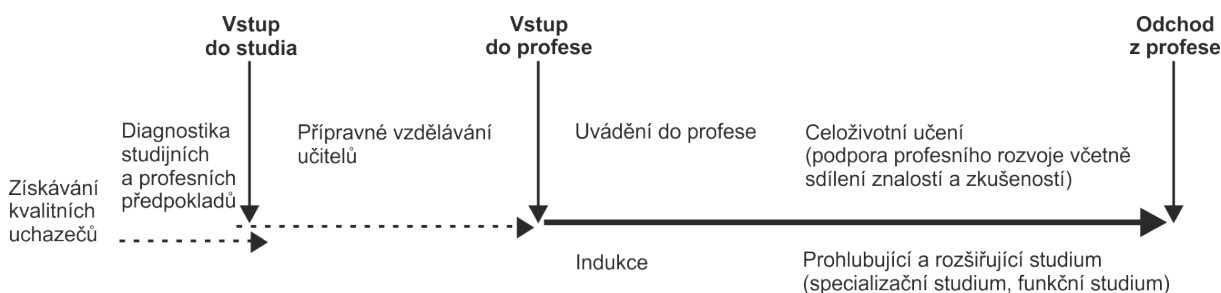 Vstup
do studia
Vstup
do profese
Odchod
z profese
Získávání
kvalitních
uchazečů
Diagnostika
studijních
a profesních
předpokladů
Přípravné vzdělávání
učitelů
Uvádění do profese
Celoživotní učení
(podpora profesního rozvoje včetně
sdílení znalostí a zkušeností)
Indukce
Prohlubující a rozšiřující studium
(specializační studium, funkční studium)